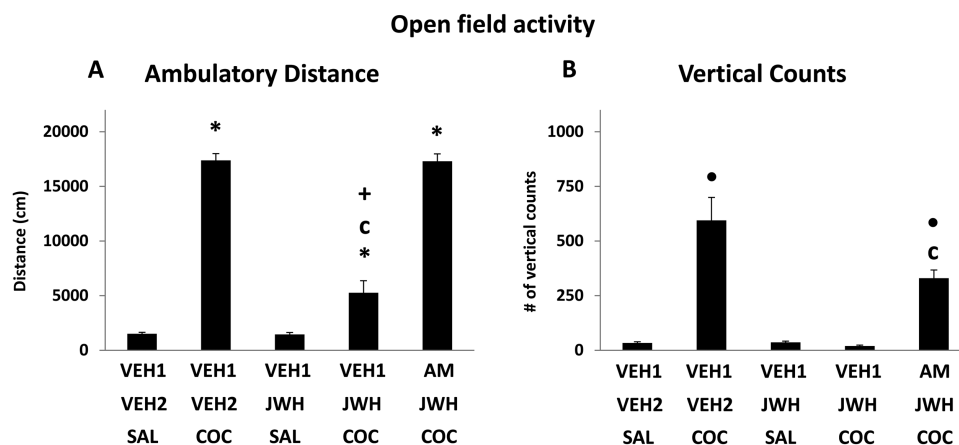 Open field activity
A Ambulatory Distance
Distance (cm)
20000
15000
10000
5000
0
*
*
+
c
*
*
VEH1 VEH1 VEH1 VEH1 AM
VEH2 VEH2 JWH JWH JWH
SAL COC SAL COC COC
B Vertical Counts
# of vertical counts
1000
750
500
250
0
•
•
c
VEH1 VEH1 VEH1 VEH1 AM
VEH2 VEH2 JWH JWH JWH
SAL COC SAL COC COC